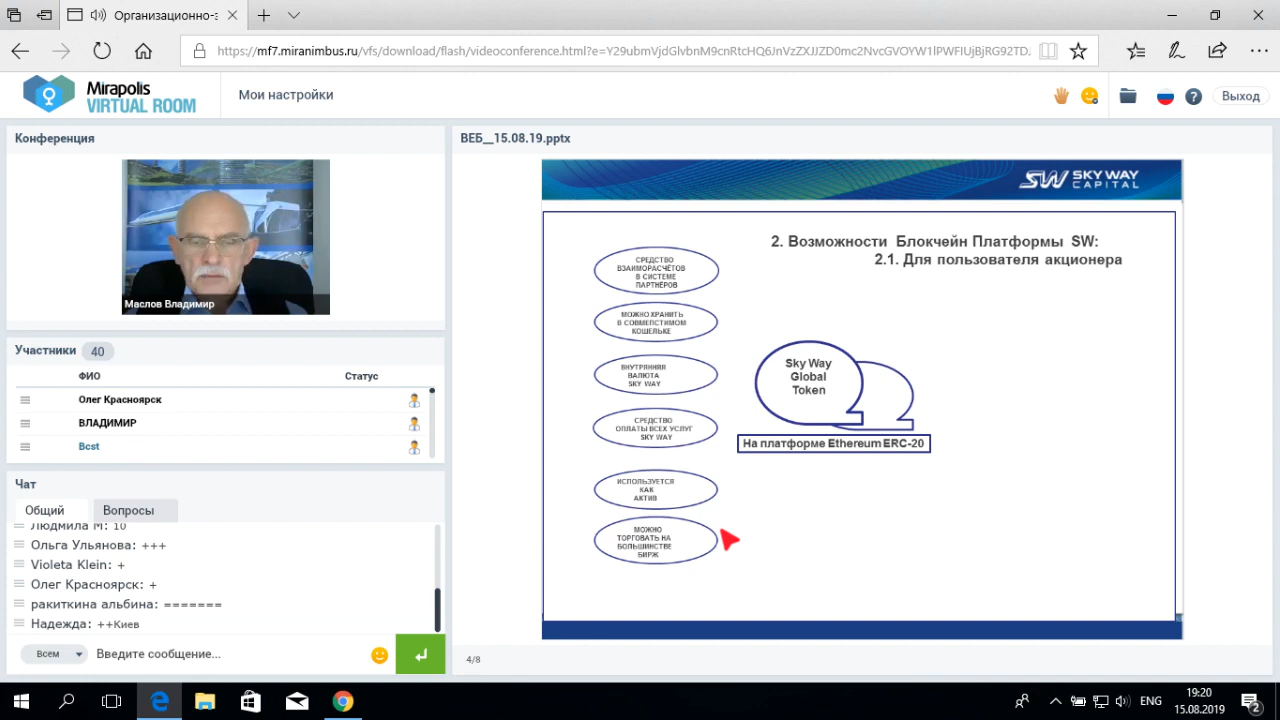 Организационный-
https://mf7.miranimbus.ru/vfs/download/flash/videoconference.html?e=Y29ubmVjdGlvbnM9cnRtcHQ6JnVzZXJJZD0mc2NvcGVOYW1lPWFIUjBjRG92TD.
Mirapolis
VIRTUAL ROOM
Мои настройки
Выход
Конференция
Маслов Владимир
Участники 40
ФИО Статус
Олег Красноярск
ВЛАДИМИР
Bcst
Чат
Общий Вопросы
Людмила М: 10
Ольга Ульянова: +++
Violeta Klein: +
Олег Красноярск: +
ракиткина альбина: =======
Надежда: ++Киев
Всем Введите сообщение...
ВЕБ__15.08.19.pptx
SW SKY WAY
CAPITAL
2. Возможности Блокчейн Платформы SW:
2.1. Для пользователя акционера
СРЕДСТВО
ВЗАИМОРАСЧЁТОВ
В СИСТЕМЕ
ПАРТНЁРОВ
МОЖНО ХРАНИТЬ
В СОВМЕПСТИМОМ
КОШЕЛЬКЕ
ВНУТРЯННЯЯ
ВАЛЮТА
SKY WAY
СРЕДСТВО
ОПЛАТЫ ВСЕХ УСЛУГ
SKY WAY
ИСПОЛЬЗУЕТСЯ
КАК
АКТИВ
МОЖНО
ТОРГОВАТЬ НА
БОЛЬШИНСТВЕ
БИРЖ
Sky Way
Global
Token
На платформе Ethereum ERC-20
4/8
ENG
19:20
15.08.2019
2